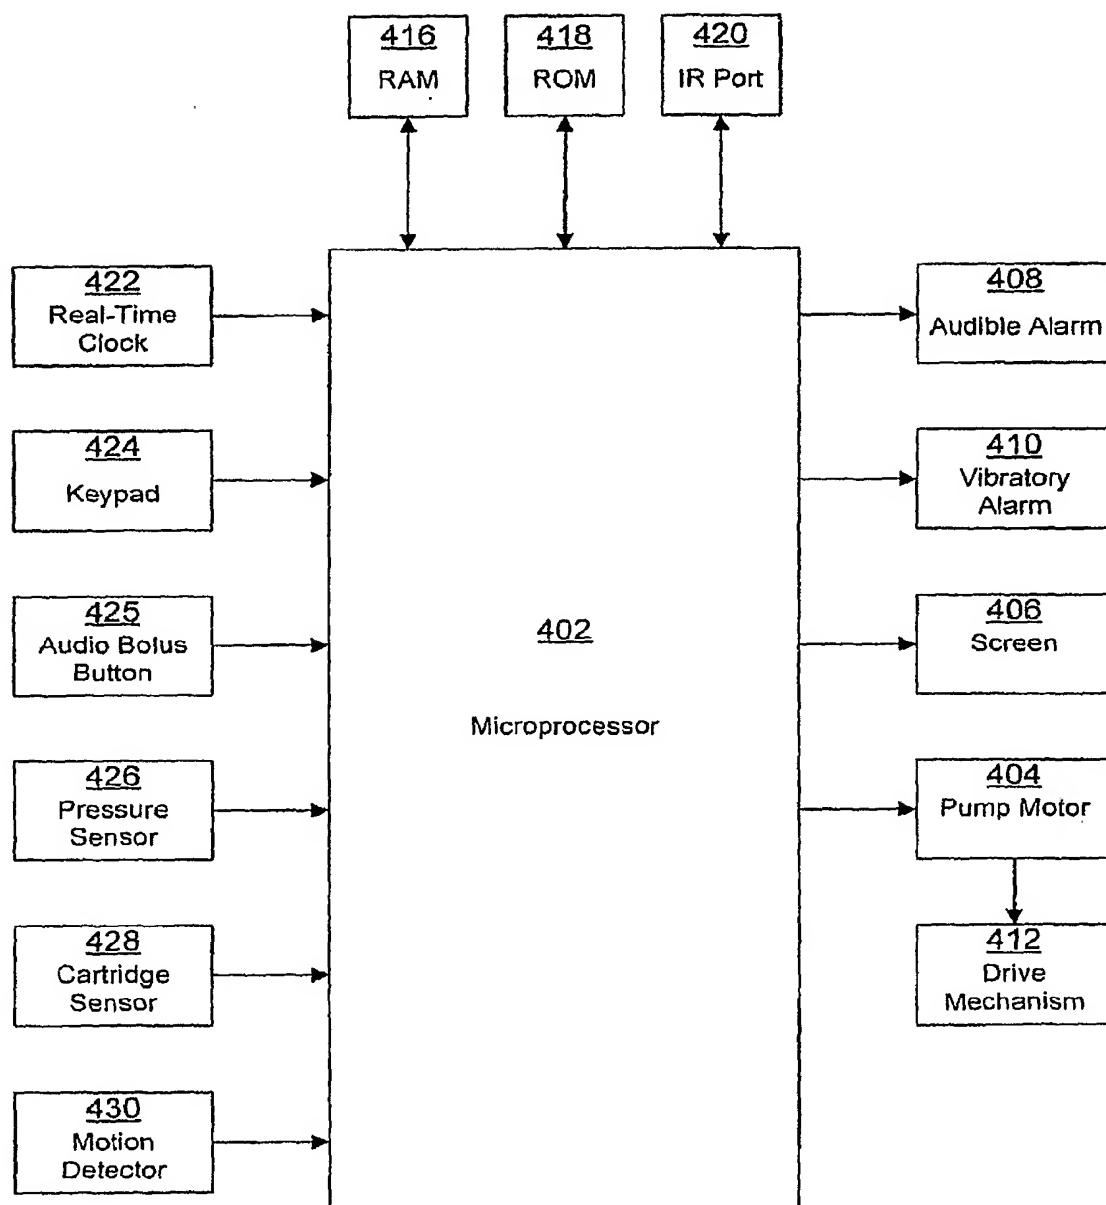 416
RAM
418
ROM
420
IR Port
422
Real-Time
Clock
424
Keypad
425
Audio Bolus
Button
426
Pressure
Sensor
428
Cartridge
Sensor
430
Motion
Detector
402
Microprocessor
408
Audible Alarm
410
Vibratory
Alarm
406
Screen
404
Pump Motor
412
Drive
Mechanism